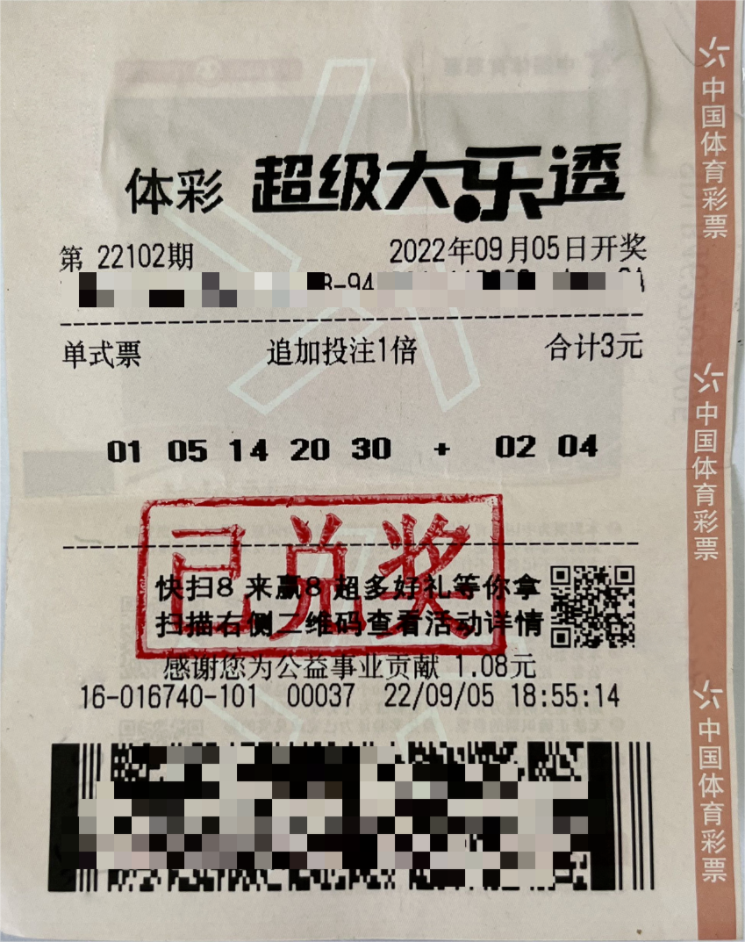 体彩 超级大乐透
第 22102期 2022年09月05日开奖
单式票 追加投注1倍 合计3元
01 05 14 20 30 + 02 04
已兑奖
快扫8 来赢8 超多好礼等你拿
扫描右侧二维码查看活动详情
感谢您为公益事业贡献 1.08元
16-016740-101 00037 22/09/05 18:55:14
中国体育彩票
中国体育彩票
中国体育彩票